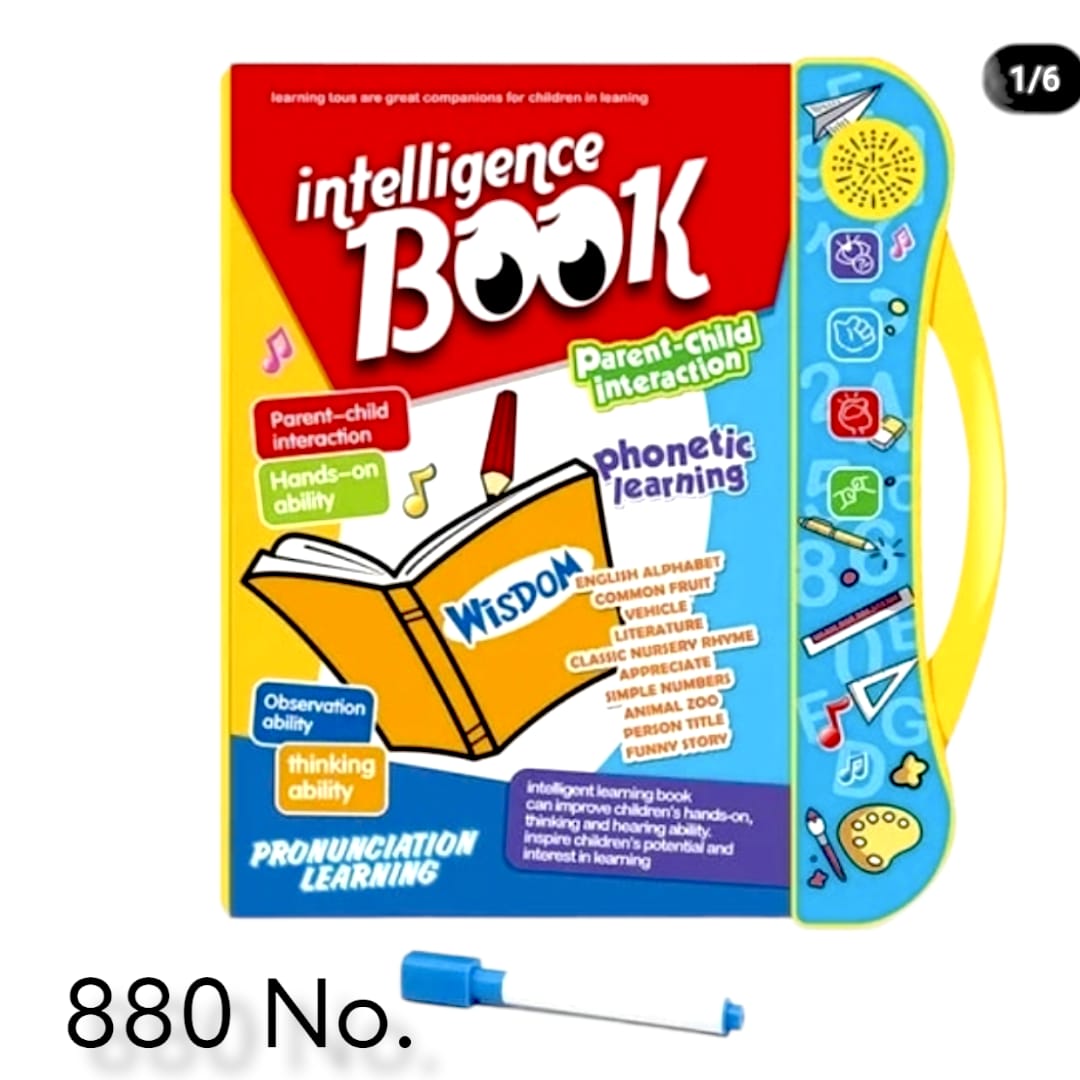 1/6
learning tous are great companions for children in leaning
intelligence
BOOK
Parent-child
interaction
Parent-child
interaction
Hands-on
ability
phonetic
learning
WISDOM
ENGLISH ALPHABET
COMMON FRUIT
VEHICLE
LITERATURE
CLASSIC NURSERY RHYME
APPRECIATE
SIMPLE NUMBERS
ANIMAL ZOO
PERSON TITLE
FUNNY STORY
Observation
ability
thinking
ability
intelligent learning book
can improve children's hands-on,
thinking and hearing ability.
inspire children's potential and
interest in learning
PRONUNCIATION
LEARNING
880 No.